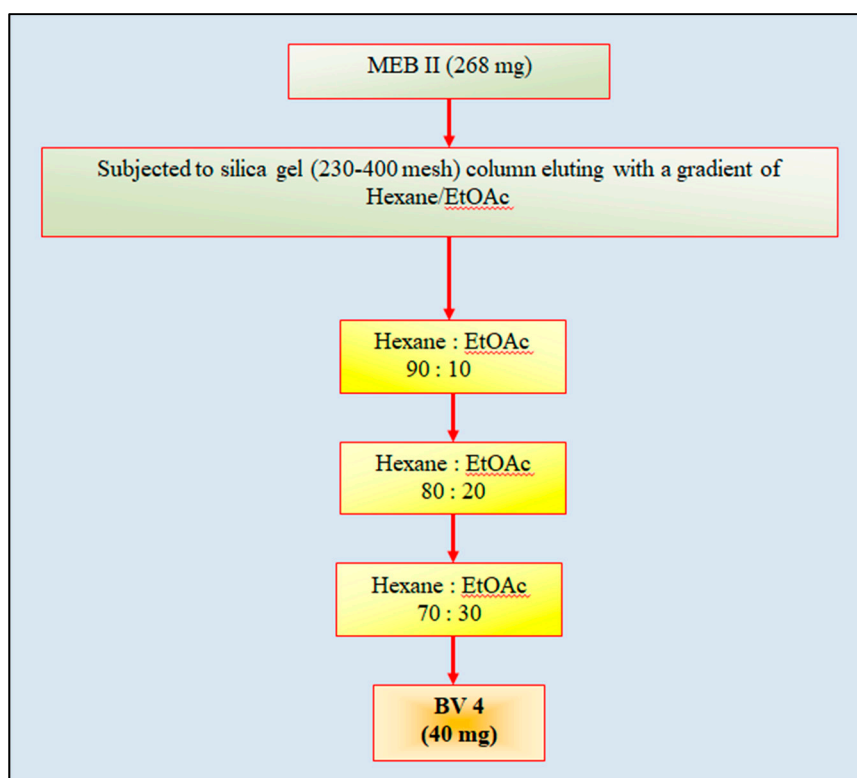 MEB II (268 mg)
Subjected to silica gel (230-400 mesh) column eluting with a gradient of
Hexane/EtOAc
Hexane : EtOAc
90 : 10
Hexane : EtOAc
80 : 20
Hexane : EtOAc
70 : 30
BV 4
(40 mg)